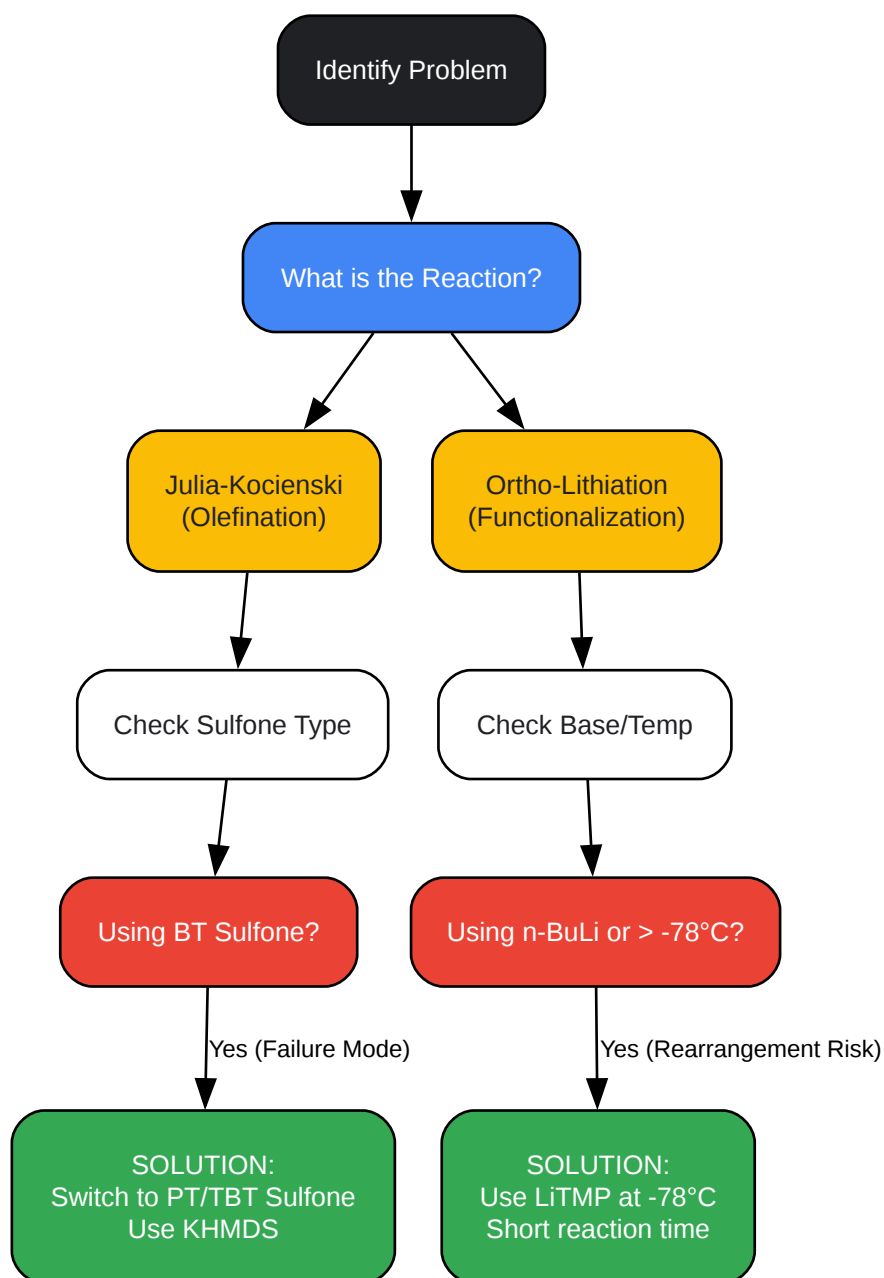 Identify Problem
What is the Reaction?
Julia-Kocienski
(Olefination)
Ortho-Lithiation
(Functionalization)
Check Sulfone Type
Check Base/Temp
Using BT Sulfone?
Using n-BuLi or > -78°C?
Yes (Failure Mode)
Yes (Rearrangement Risk)
SOLUTION:
Switch to PT/TBT Sulfone
Use KHMDS
SOLUTION:
Use LiTMP at -78°C
Short reaction time